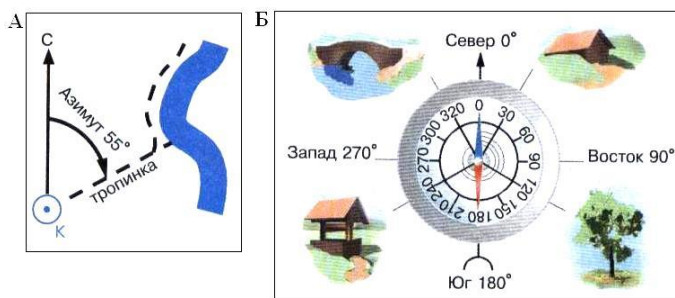 А
С
Азимут 55°
тропинка
К
Б
Север 0°
Запад 270°
Восток 90°
Юг 180°
0
30
60
90
120
150
180
210
240
270
300
320